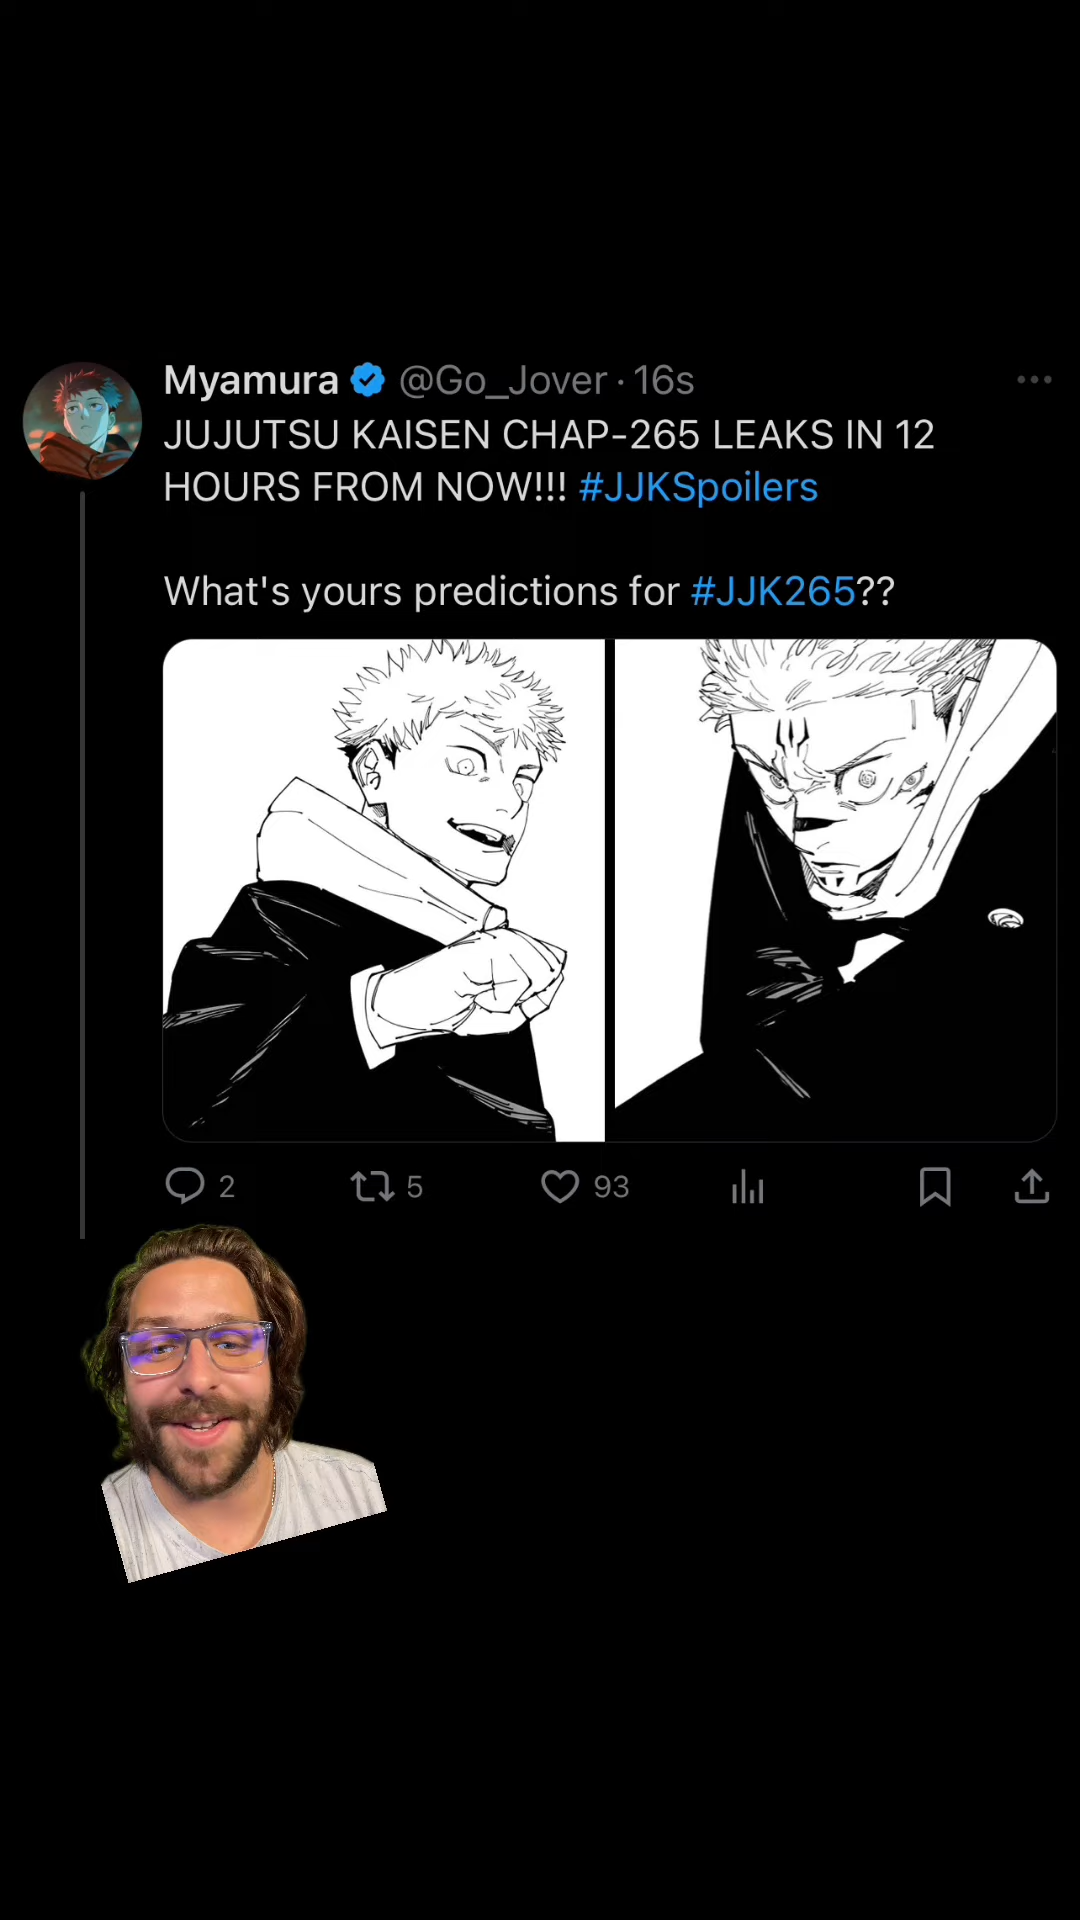 Myamura @Go_Jover · 16s
JUJUTSU KAISEN CHAP-265 LEAKS IN 12
HOURS FROM NOW!!! #JJKSpoilers
What's yours predictions for #JJK265??
2 5 93